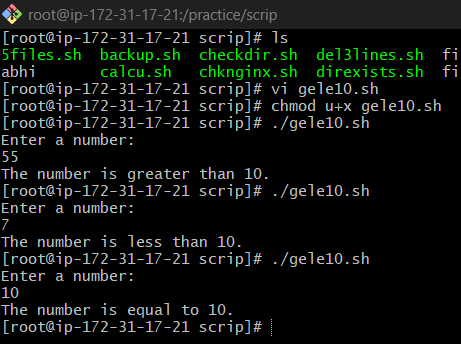 root@ip-172-31-17-21:/practice/scrip
[root@ip-172-31-17-21 scrip]# ls
5files.sh backup.sh checkdir.sh del3lines.sh fi
abhi calcu.sh chknginx.sh direxists.sh fi
[root@ip-172-31-17-21 scrip]# vi gele10.sh
[root@ip-172-31-17-21 scrip]# chmod u+x gele10.sh
[root@ip-172-31-17-21 scrip]# ./gele10.sh
Enter a number:
55
The number is greater than 10.
[root@ip-172-31-17-21 scrip]# ./gele10.sh
Enter a number:
7
The number is less than 10.
[root@ip-172-31-17-21 scrip]# ./gele10.sh
Enter a number:
10
The number is equal to 10.
[root@ip-172-31-17-21 scrip]#